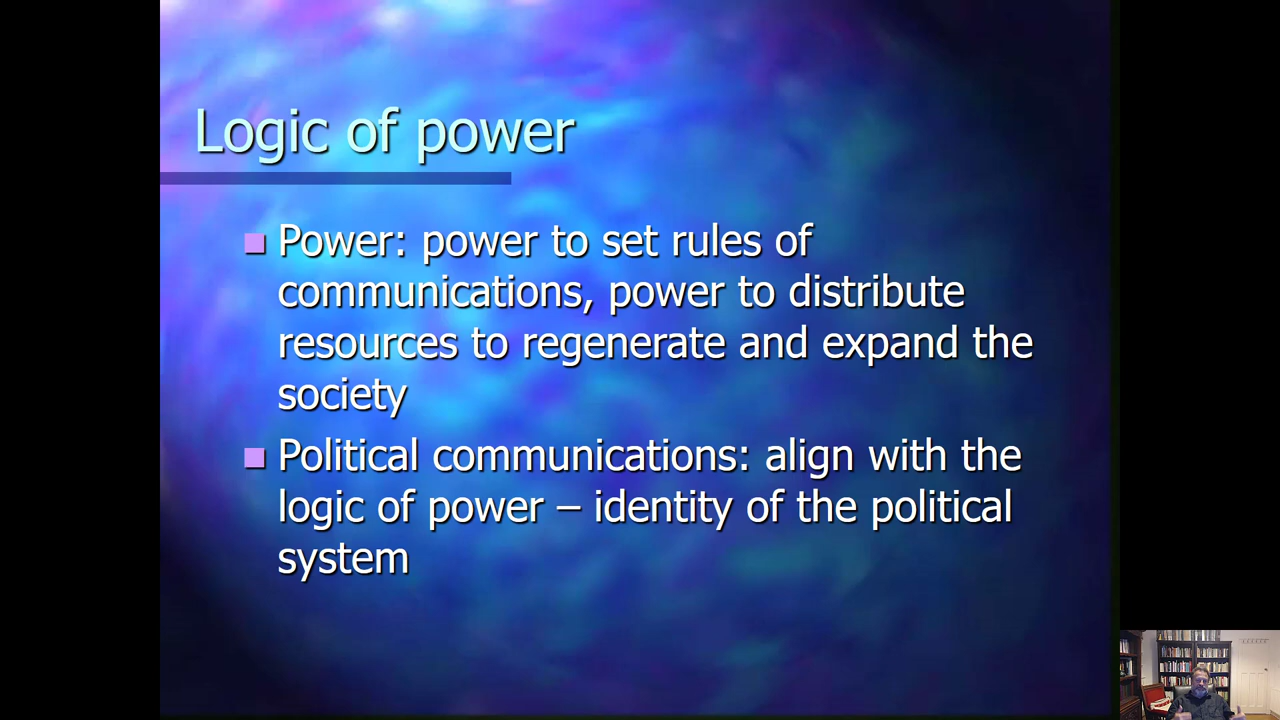 Logic of power
Power: power to set rules of
communications, power to distribute
resources to regenerate and expand the
society
Political communications: align with the
logic of power – identity of the political
system